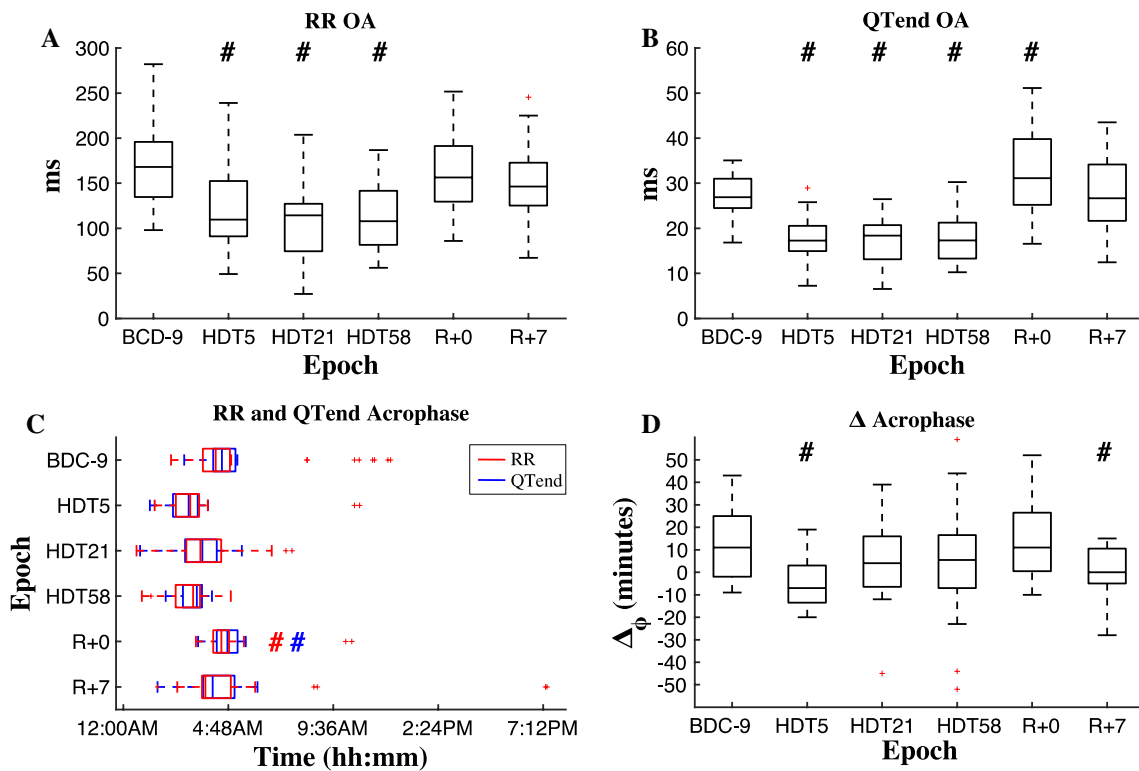 RR OA
A
300
250
200
150
100
50
0
ms
# # #
BCD-9 HDT5 HDT21 HDT58 R+0 R+7
Epoch
QTend OA
B
60
50
40
30
20
10
0
ms
# # # #
BDC-9 HDT5 HDT21 HDT58 R+0 R+7
Epoch
RR and QTend Acrophase
C
RR
QTend
BDC-9
HDT5
HDT21
HDT58
R+0
R+7
Epoch
# #
12:00AM 4:48AM 9:36AM 2:24PM 7:12PM
Time (hh:mm)
Δ Acrophase
D
50
40
30
20
10
0
-10
-20
-30
-40
-50
Δϕ (minutes)
# #
BDC-9 HDT5 HDT21 HDT58 R+0 R+7
Epoch